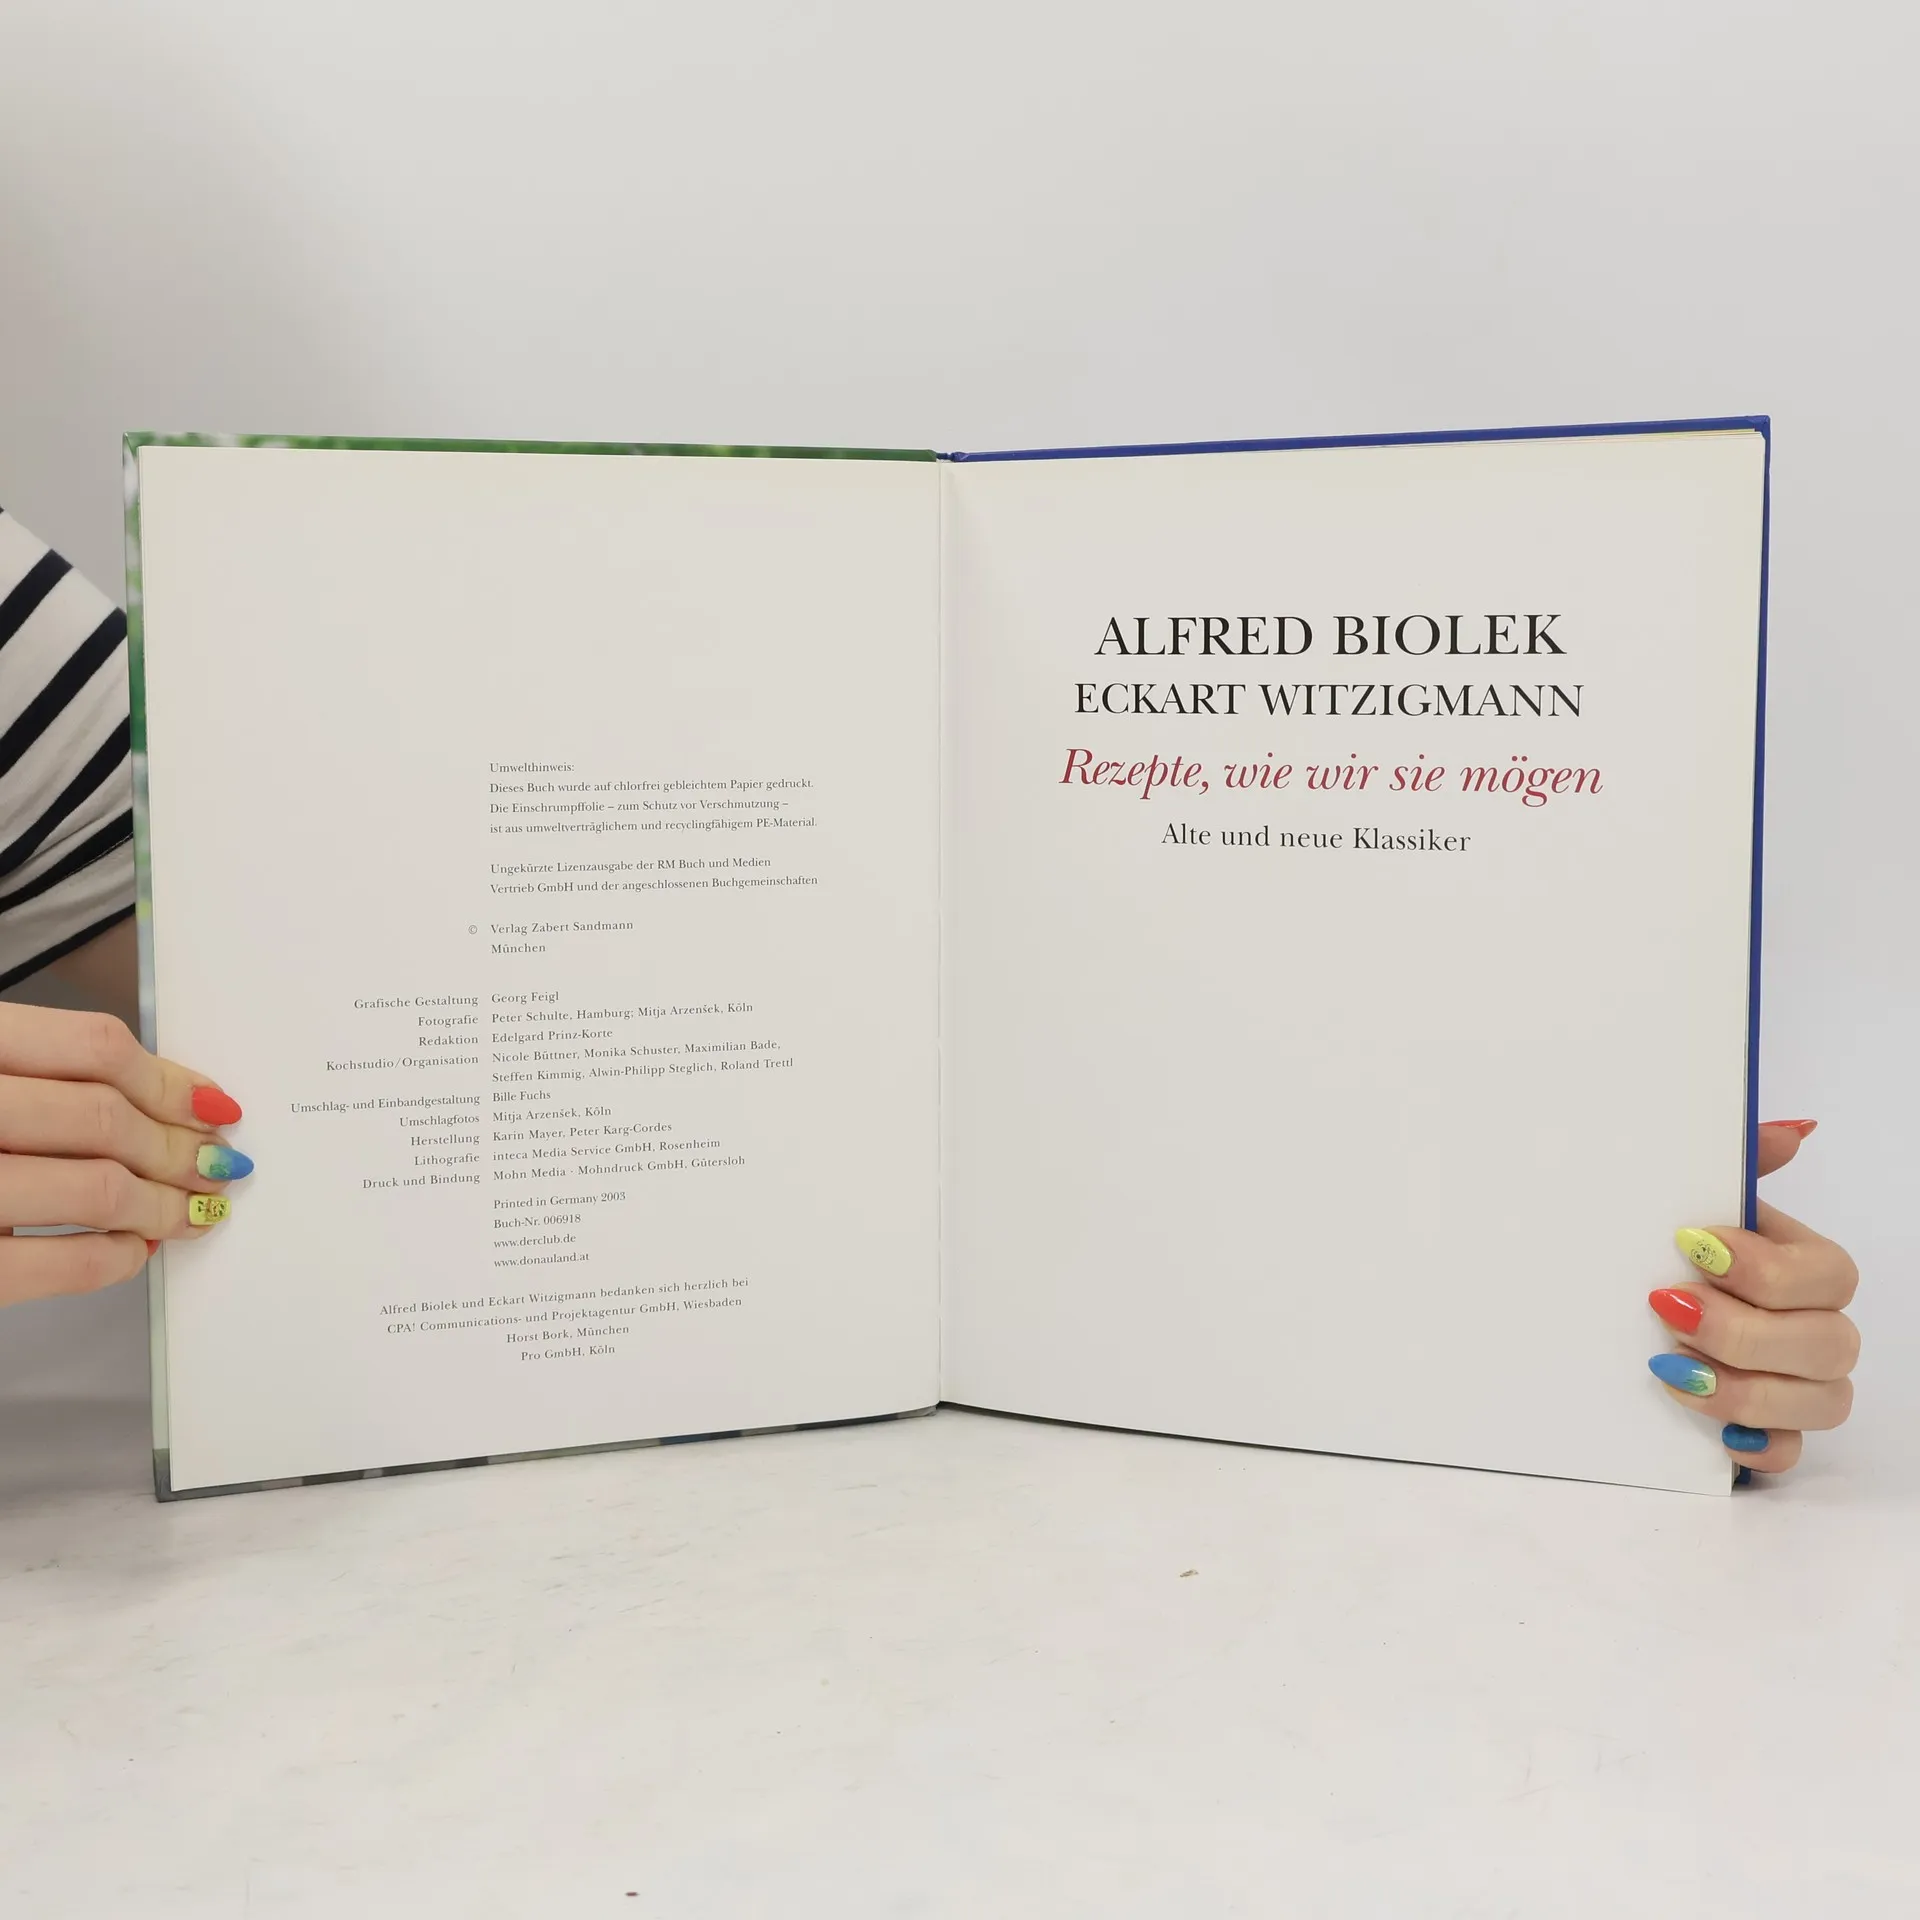 Umwelthinweis:
Dieses Buch wurde auf chlorfrei gebleichtem Papier gedruckt.
Die Einschrumpffolie – zum Schutz vor Verschmutzung –
ist aus umweltverträglichem und recyclingfähigem PE-Material.
Ungekürzte Lizenzausgabe der RM Buch und Medien
Vertrieb GmbH und der angeschlossenen Buchgemeinschaften
© Verlag Zabert Sandmann
München
Grafische Gestaltung Georg Feigl
Fotografie Peter Schulte, Hamburg; Mitja Arzenšek, Köln
Redaktion Edelgard Prinz-Korte
Kochstudio/Organisation Nicole Büttner, Monika Schuster, Maximilian Bade,
Steffen Kimmig, Alwin-Philipp Steglich, Roland Trettl
Umschlag- und Einbandgestaltung Bille Fuchs
Umschlagfotos Mitja Arzenšek, Köln
Herstellung Karin Mayer, Peter Karg-Cordes
Lithografie inteca Media Service GmbH, Rosenheim
Druck und Bindung Mohn Media · Mohndruck GmbH, Gütersloh
Printed in Germany 2003
Buch-Nr. 006918
www.derclub.de
www.donauland.at
Alfred Biolek und Eckart Witzigmann bedanken sich herzlich bei
CPA! Communications- und Projektagentur GmbH, Wiesbaden
Horst Bork, München
Pro GmbH, Köln
ALFRED BIOLEK
ECKART WITZIGMANN
Rezepte, wie wir sie mögen
Alte und neue Klassiker